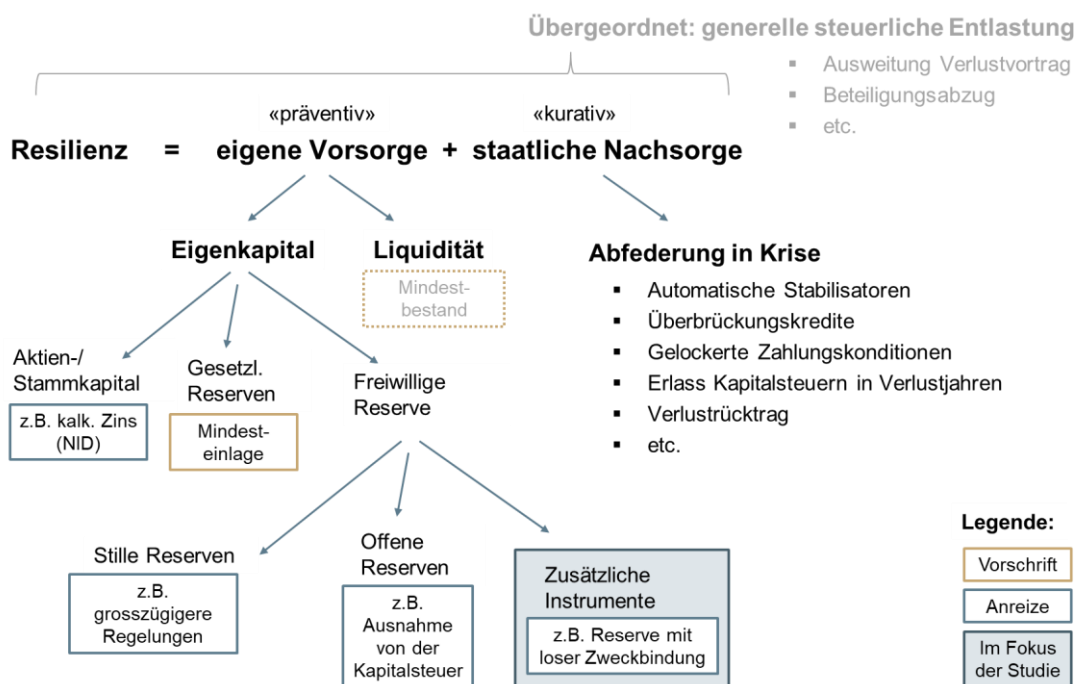 Übergeordnet: generelle steuerliche Entlastung
▪ Ausweitung Verlustvortrag
▪ Beteiligungsabzug
▪ etc.
«präventiv»
«kurativ»
Resilienz = eigene Vorsorge + staatliche Nachsorge
Eigenkapital
Liquidität
Mindest-
bestand
Abfederung in Krise
▪ Automatische Stabilisatoren
▪ Überbrückungskredite
▪ Gelockerte Zahlungskonditionen
▪ Erlass Kapitalsteuern in Verlustjahren
▪ Verlustrücktrag
▪ etc.
Aktien-/
Stammkapital
z.B. kalk. Zins
(NID)
Gesetzl.
Reserven
Mindest-
einlage
Freiwillige
Reserve
Stille Reserven
z.B.
grosszügigere
Regelungen
Offene
Reserven
z.B.
Ausnahme
von der
Kapitalsteuer
Zusätzliche
Instrumente
z.B. Reserve mit
loser Zweckbindung
Legende:
Vorschrift
Anreize
Im Fokus
der Studie